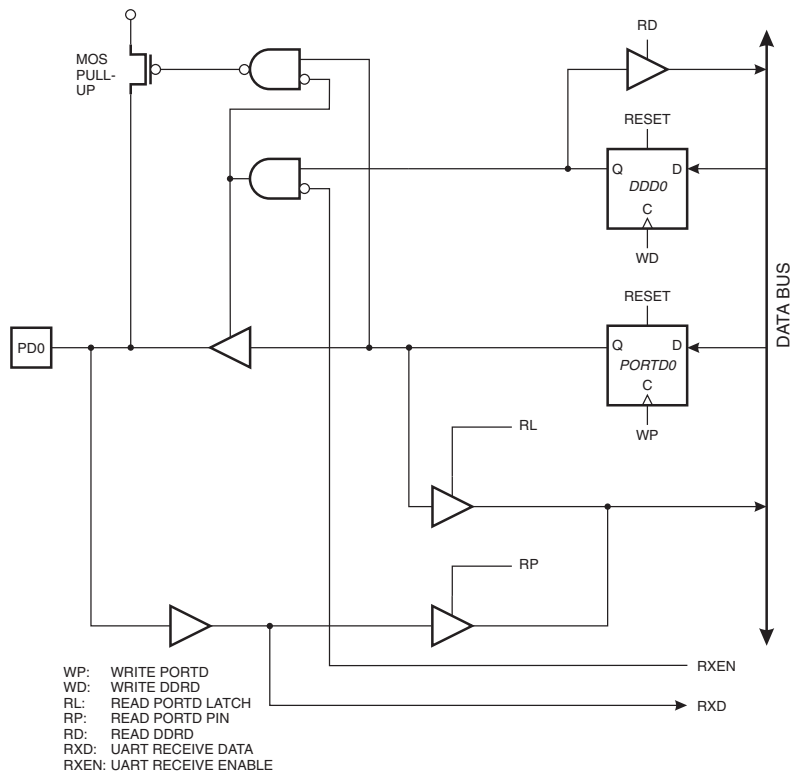 RD
MOS
PULL-
UP
RESET
Q D
DDD0
C
WD
DATA BUS
RESET
PD0
Q D
PORTD0
C
WP
RL
RP
WP: WRITE PORTD
WD: WRITE DDRD
RL: READ PORTD LATCH
RP: READ PORTD PIN
RD: READ DDRD
RXD: UART RECEIVE DATA
RXEN: UART RECEIVE ENABLE
RXEN
RXD